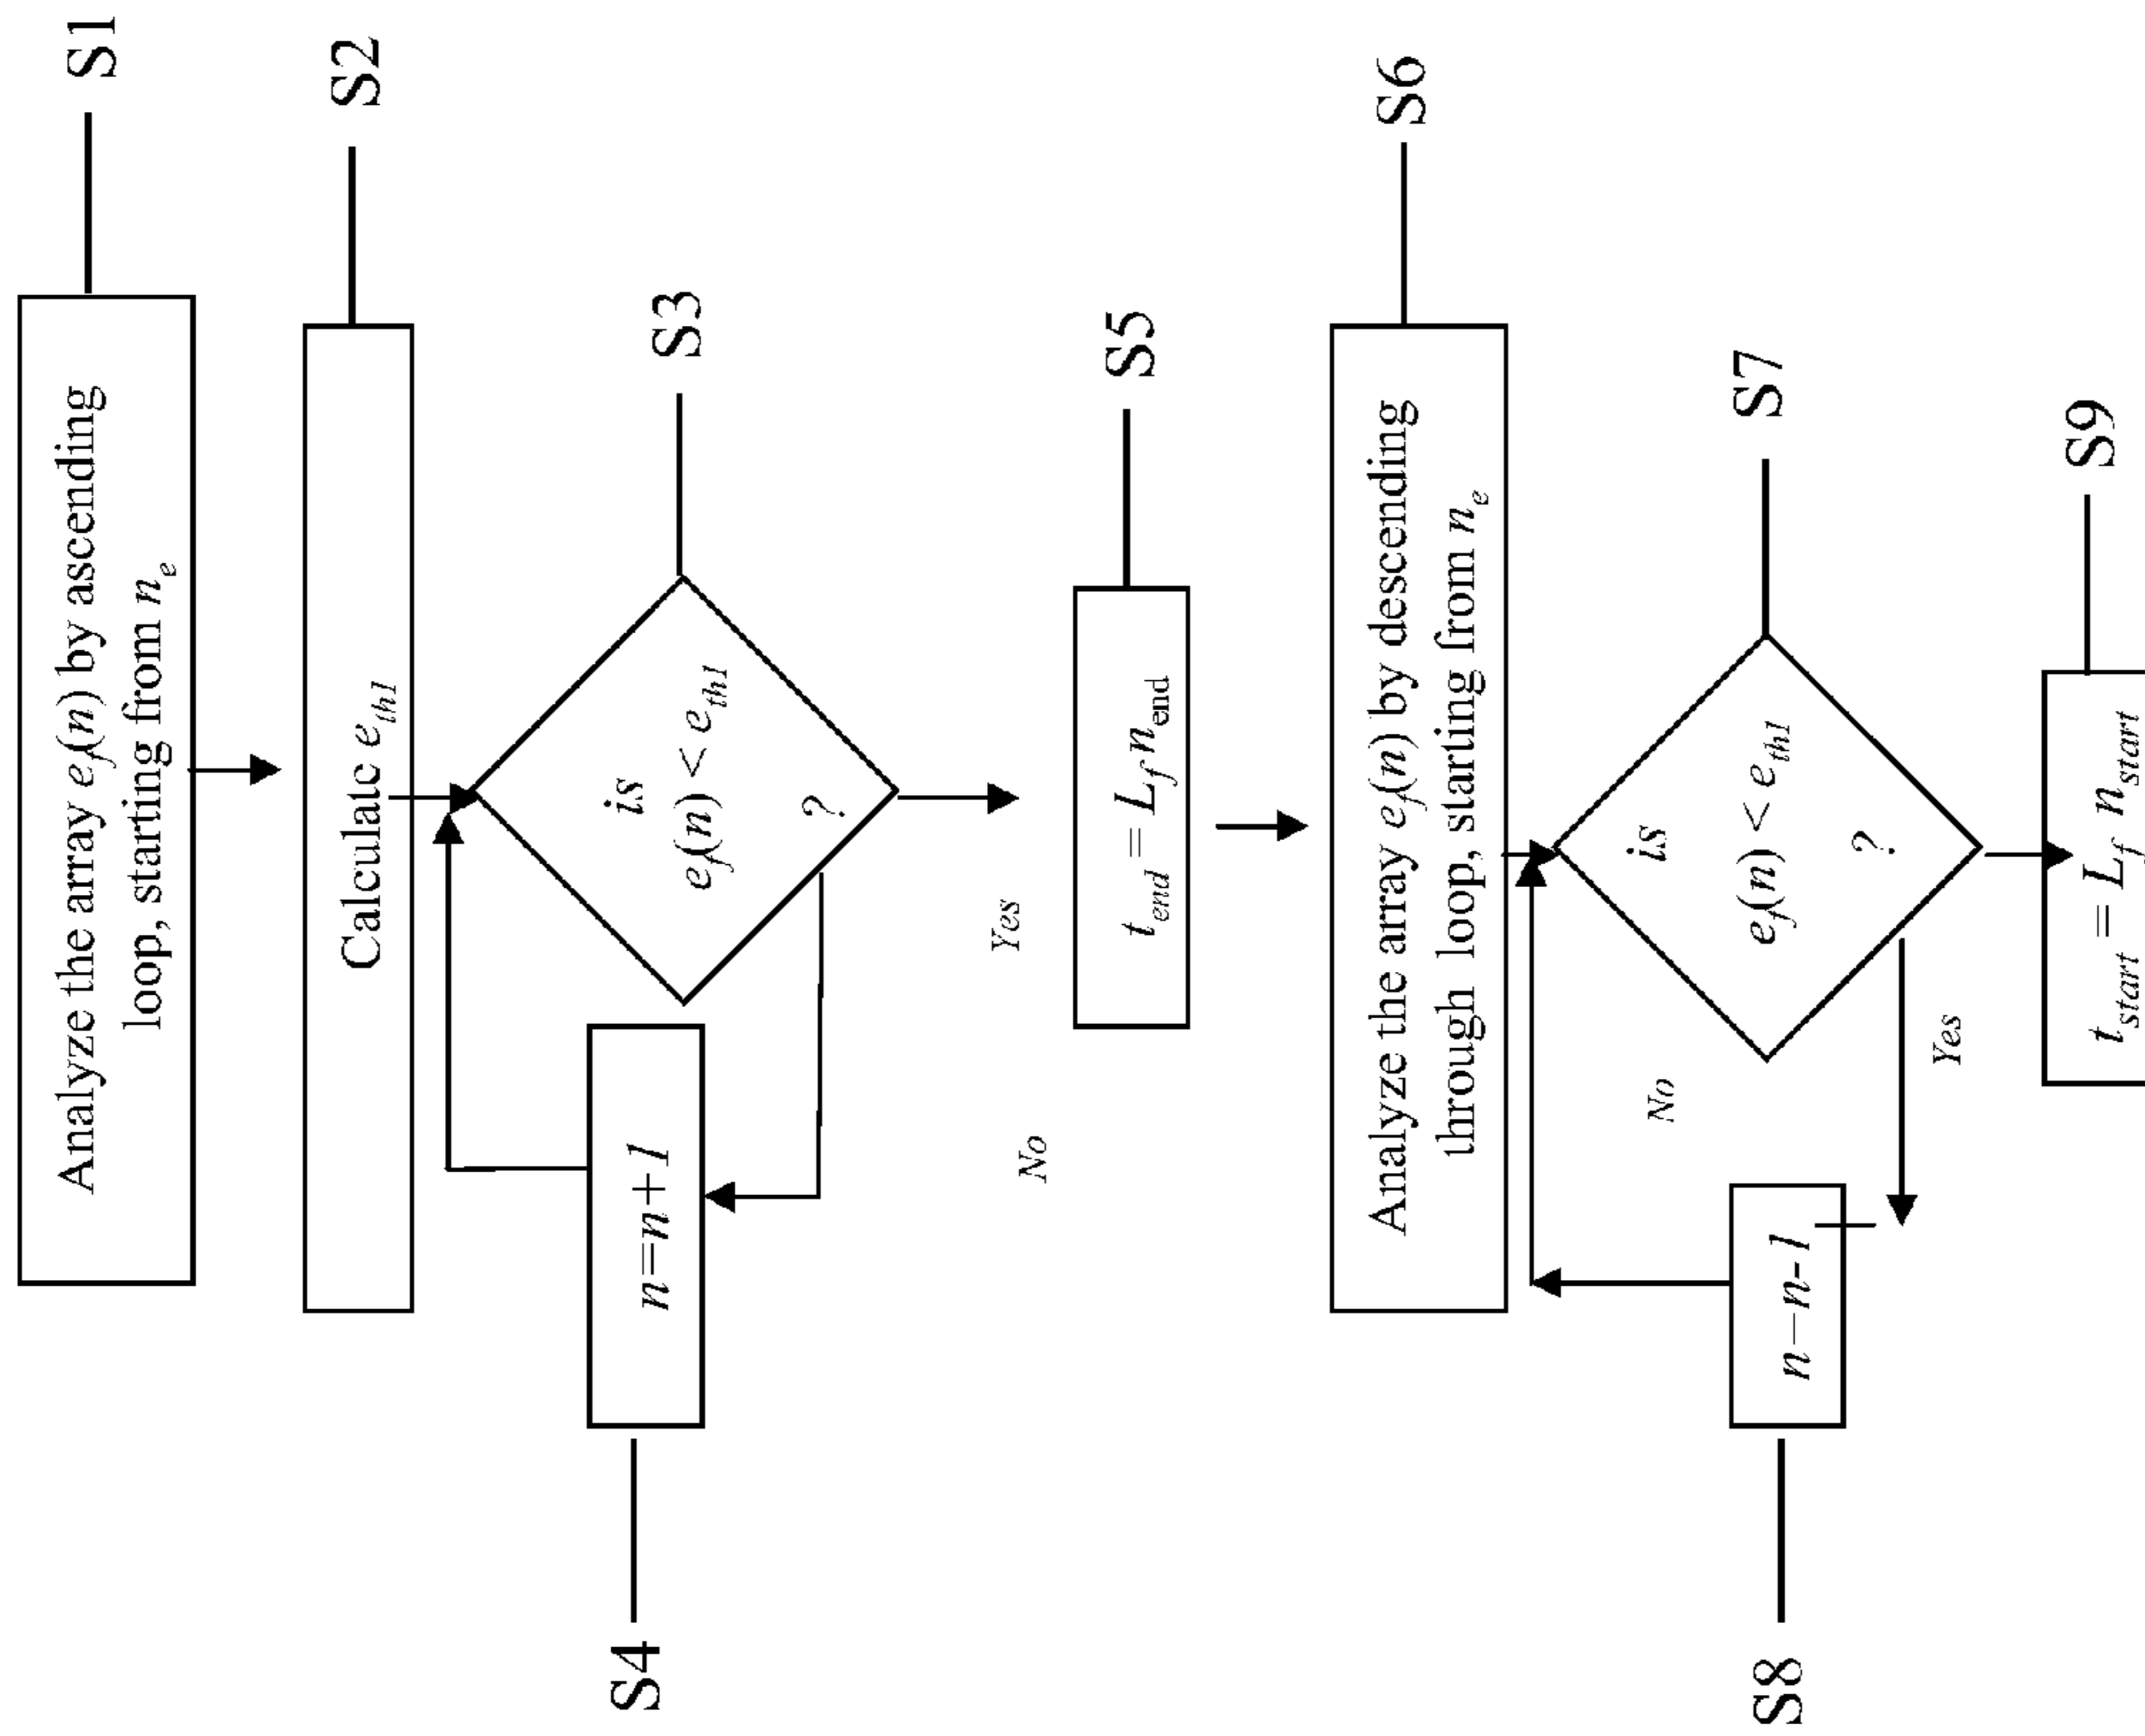 Analyze the array e_f(n) by ascending
loop, starting from n_e
S1
Calculate e_th1
S2
is
e_f(n) < e_th1
?
S3
n=n+1
S4
Yes
No
t_end = L_f n_end
S5
Analyze the array e_f(n) by descending
through loop, starting from n_e
S6
is
e_f(n) < e_th1
?
S7
No
Yes
n–n-1
S8
t_start = L_f n_start
S9